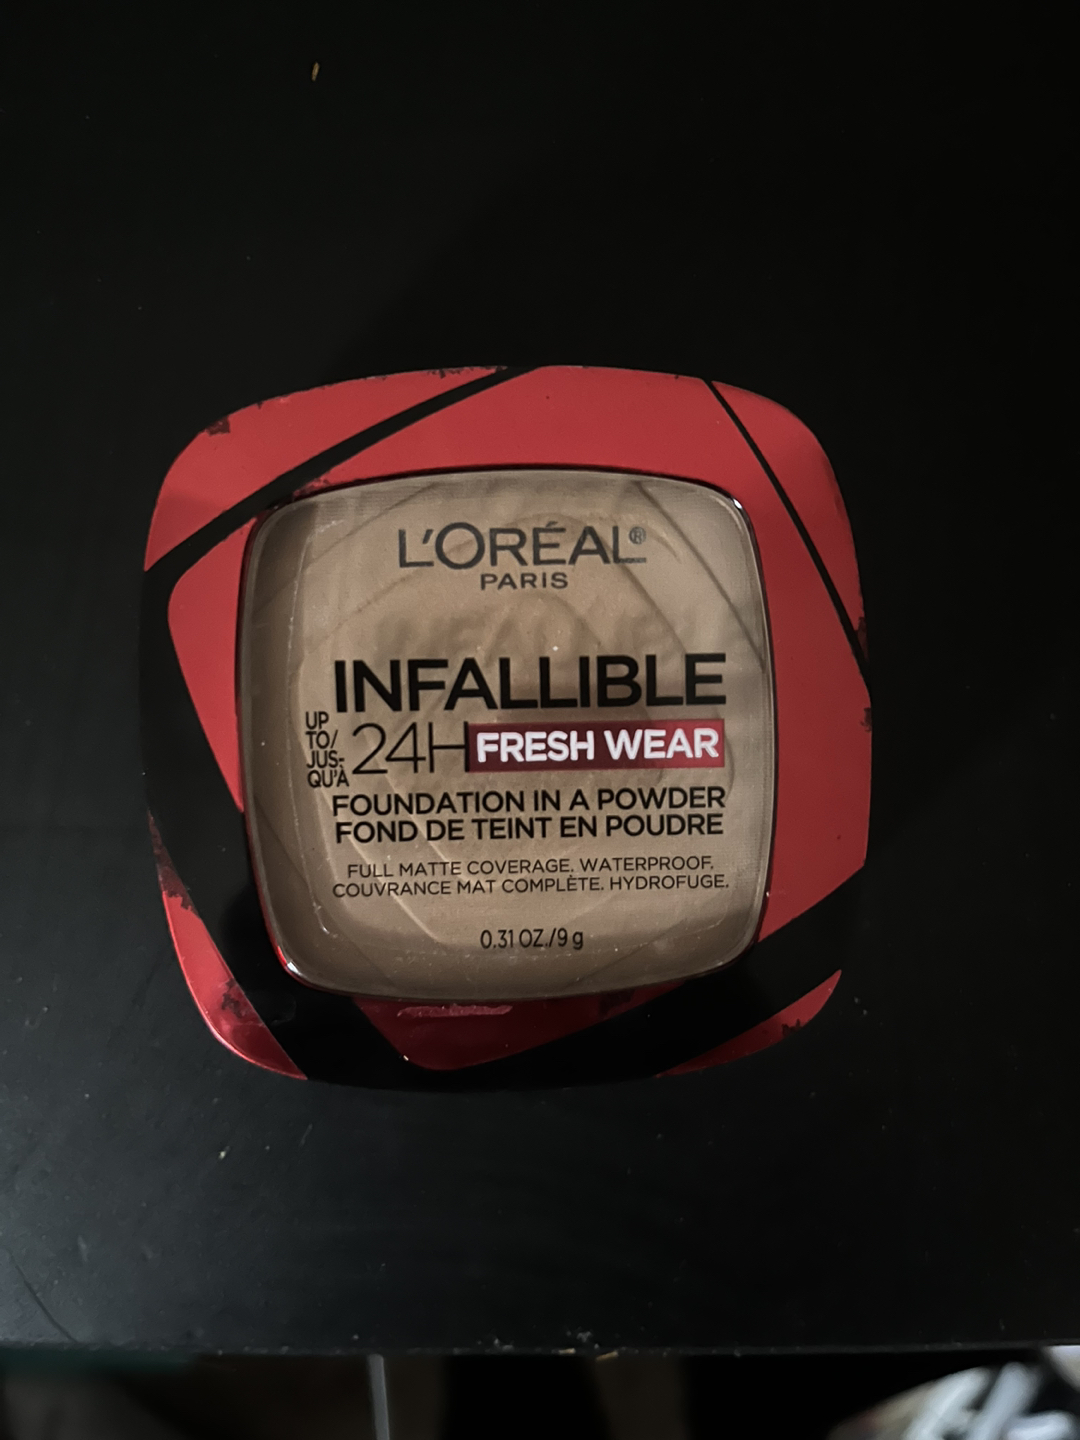 L'ORÉAL®
PARIS
INFALLIBLE
UP
TO/
JUS-
QU'À
24H FRESH WEAR
FOUNDATION IN A POWDER
FOND DE TEINT EN POUDRE
FULL MATTE COVERAGE. WATERPROOF.
COUVRANCE MAT COMPLÈTE. HYDROFUGE.
0.31 OZ./9 g